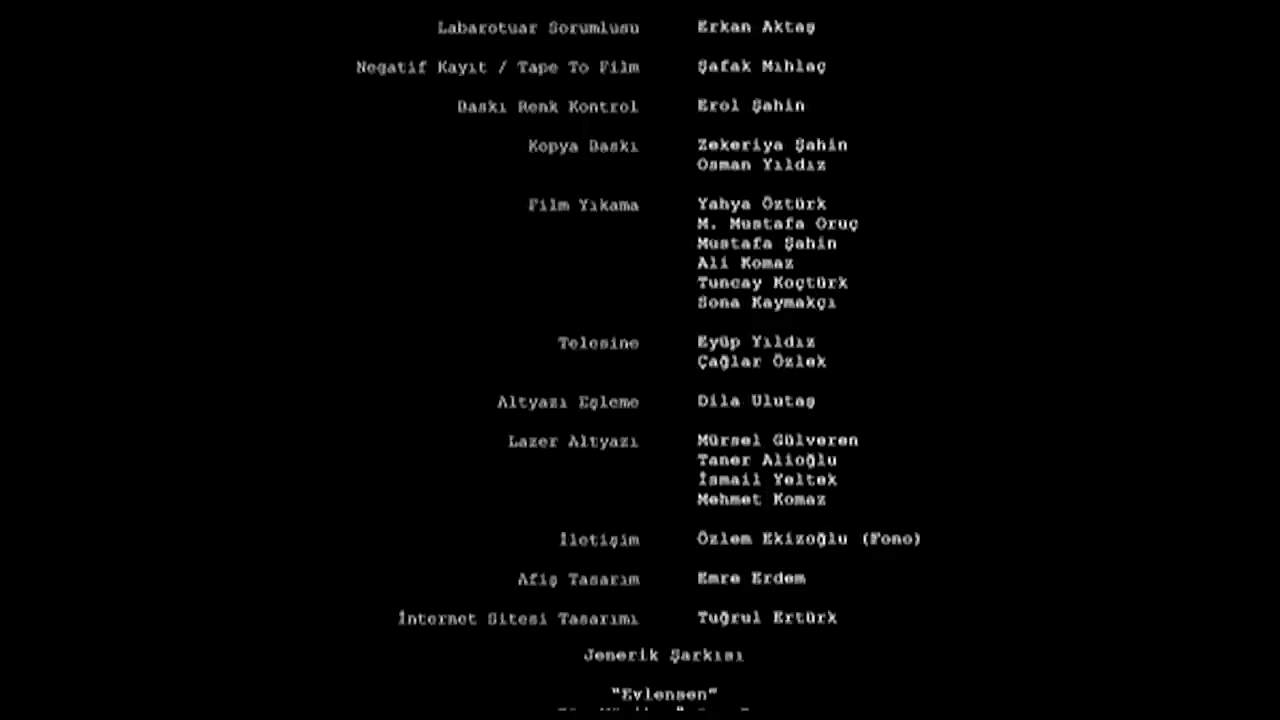 Labarotuar Sorumlusu Erkan Aktaş
Negatif Kayıt / Tape To Film Şafak Mıhlaç
Baskı Renk Kontrol Erol Şahin
Kopya Baskı Zekeriya Şahin
Osman Yıldız
Film Yıkama Yahya Öztürk
M. Mustafa Oruç
Mustafa Şahin
Ali Komaz
Tuncay Koçtürk
Sona Kaymakçı
Telesine Eyüp Yıldız
Çağlar Özlek
Altyazı Eşleme Dila Ulutaş
Lazer Altyazı Mürsel Gülveren
Taner Alioğlu
İsmail Yeltek
Mehmet Komaz
İletişim Özlem Ekizoğlu (Fono)
Afiş Tasarım Emre Erdem
İnternet Sitesi Tasarımı Tuğrul Ertürk
Jenerik Şarkısı
"Evlensen"